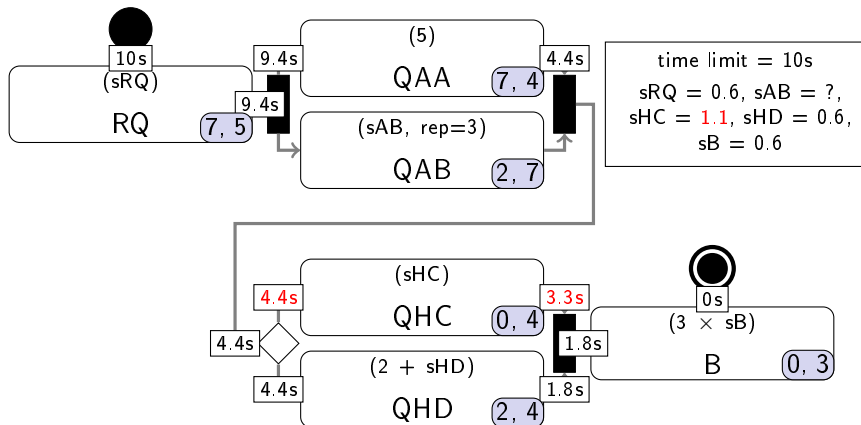 10s
(sRQ)
RQ
7, 5
9.4s
9.4s
(5)
QAA
7, 4
4.4s
(sAB, rep=3)
QAB
2, 7
time limit = 10s
sRQ = 0.6, sAB = ?,
sHC = 1.1, sHD = 0.6,
sB = 0.6
4.4s
4.4s
4.4s
(sHC)
QHC
0, 4
3.3s
(2 + sHD)
QHD
2, 4
1.8s
1.8s
0s
(3 × sB)
B
0, 3